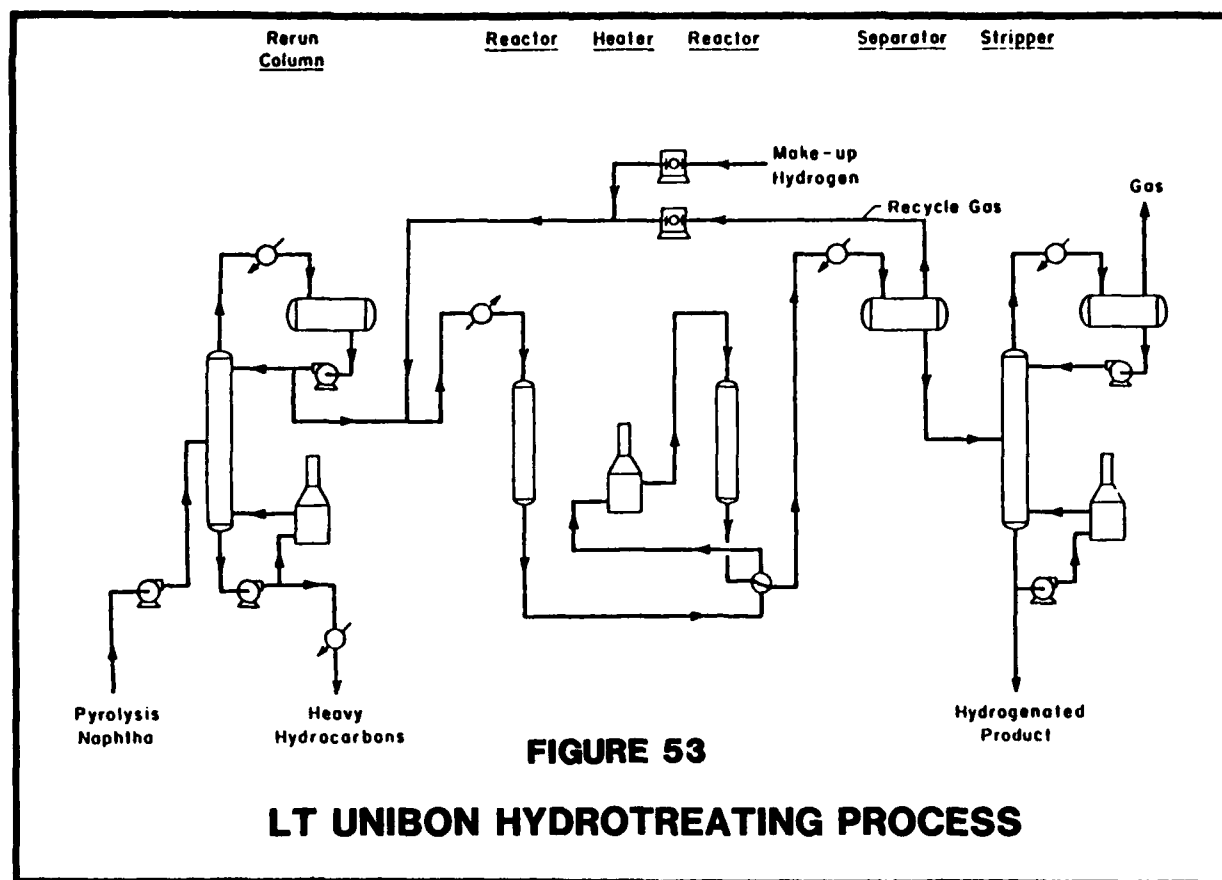 Rerun
Column
Reactor
Heater
Reactor
Separator
Stripper
Make-up
Hydrogen
Gas
Recycle Gas
Pyrolysis
Naphtha
Heavy
Hydrocarbons
Hydrogenated
Product
FIGURE 53
LT UNIBON HYDROTREATING PROCESS